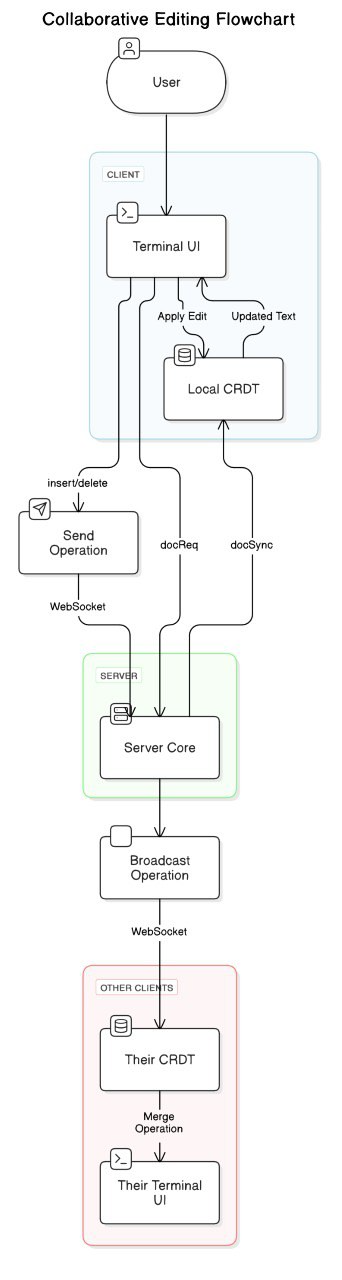 Collaborative Editing Flowchart
User
CLIENT
>_
Terminal UI
Apply Edit
Updated Text
Local CRDT
insert/delete
Send
Operation
docReq
docSync
WebSocket
SERVER
Server Core
Broadcast
Operation
WebSocket
OTHER CLIENTS
Their CRDT
Merge
Operation
>_
Their Terminal
UI